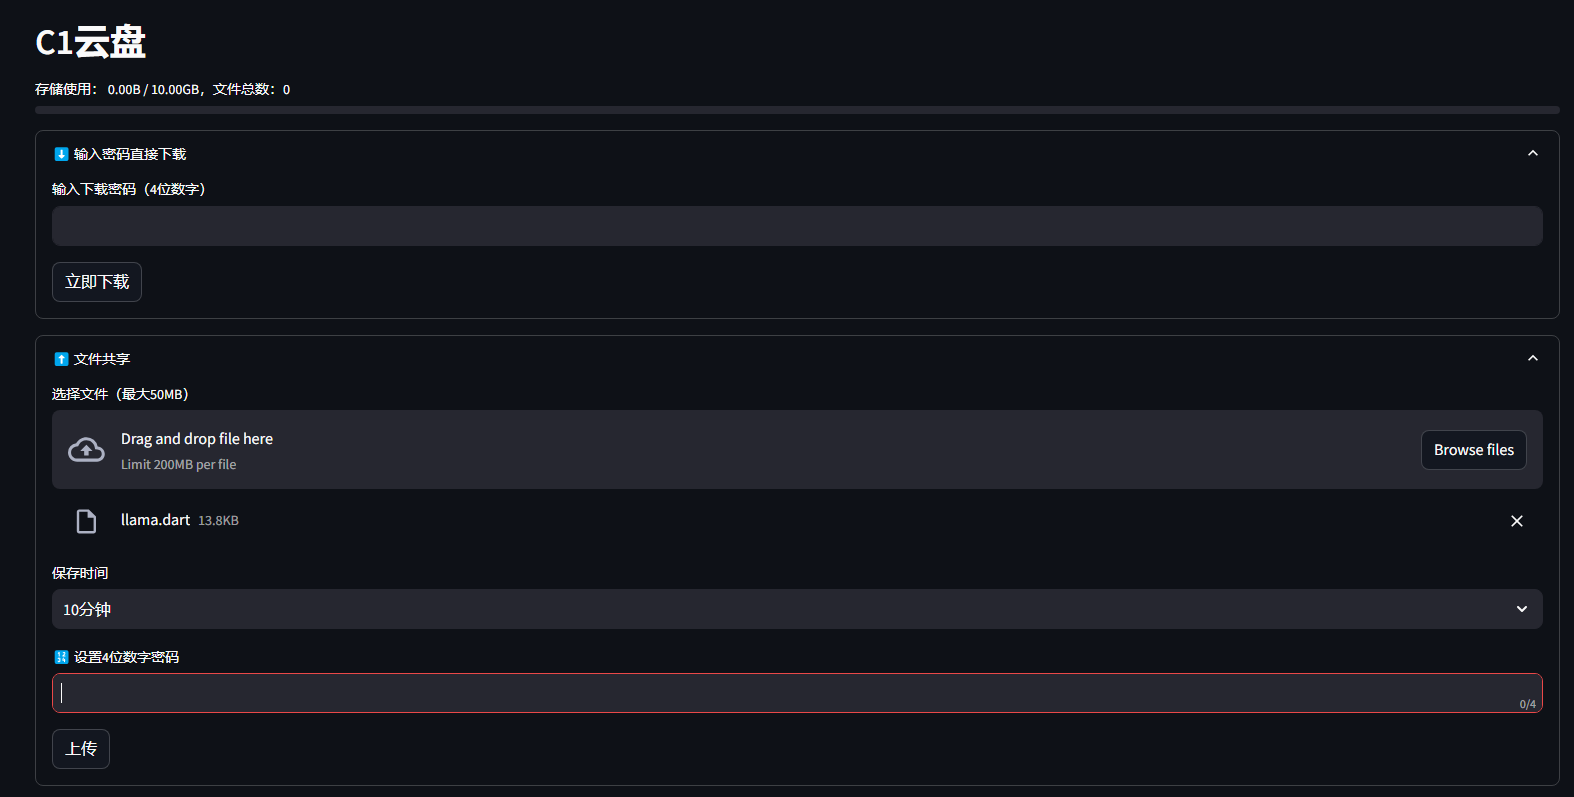 C1云盘
存储使用： 0.00B / 10.00GB，文件总数：0
输入密码直接下载
输入下载密码（4位数字）
立即下载
文件共享
选择文件（最大50MB）
Drag and drop file here
Limit 200MB per file
Browse files
llama.dart 13.8KB
保存时间
10分钟
设置4位数字密码
0/4
上传